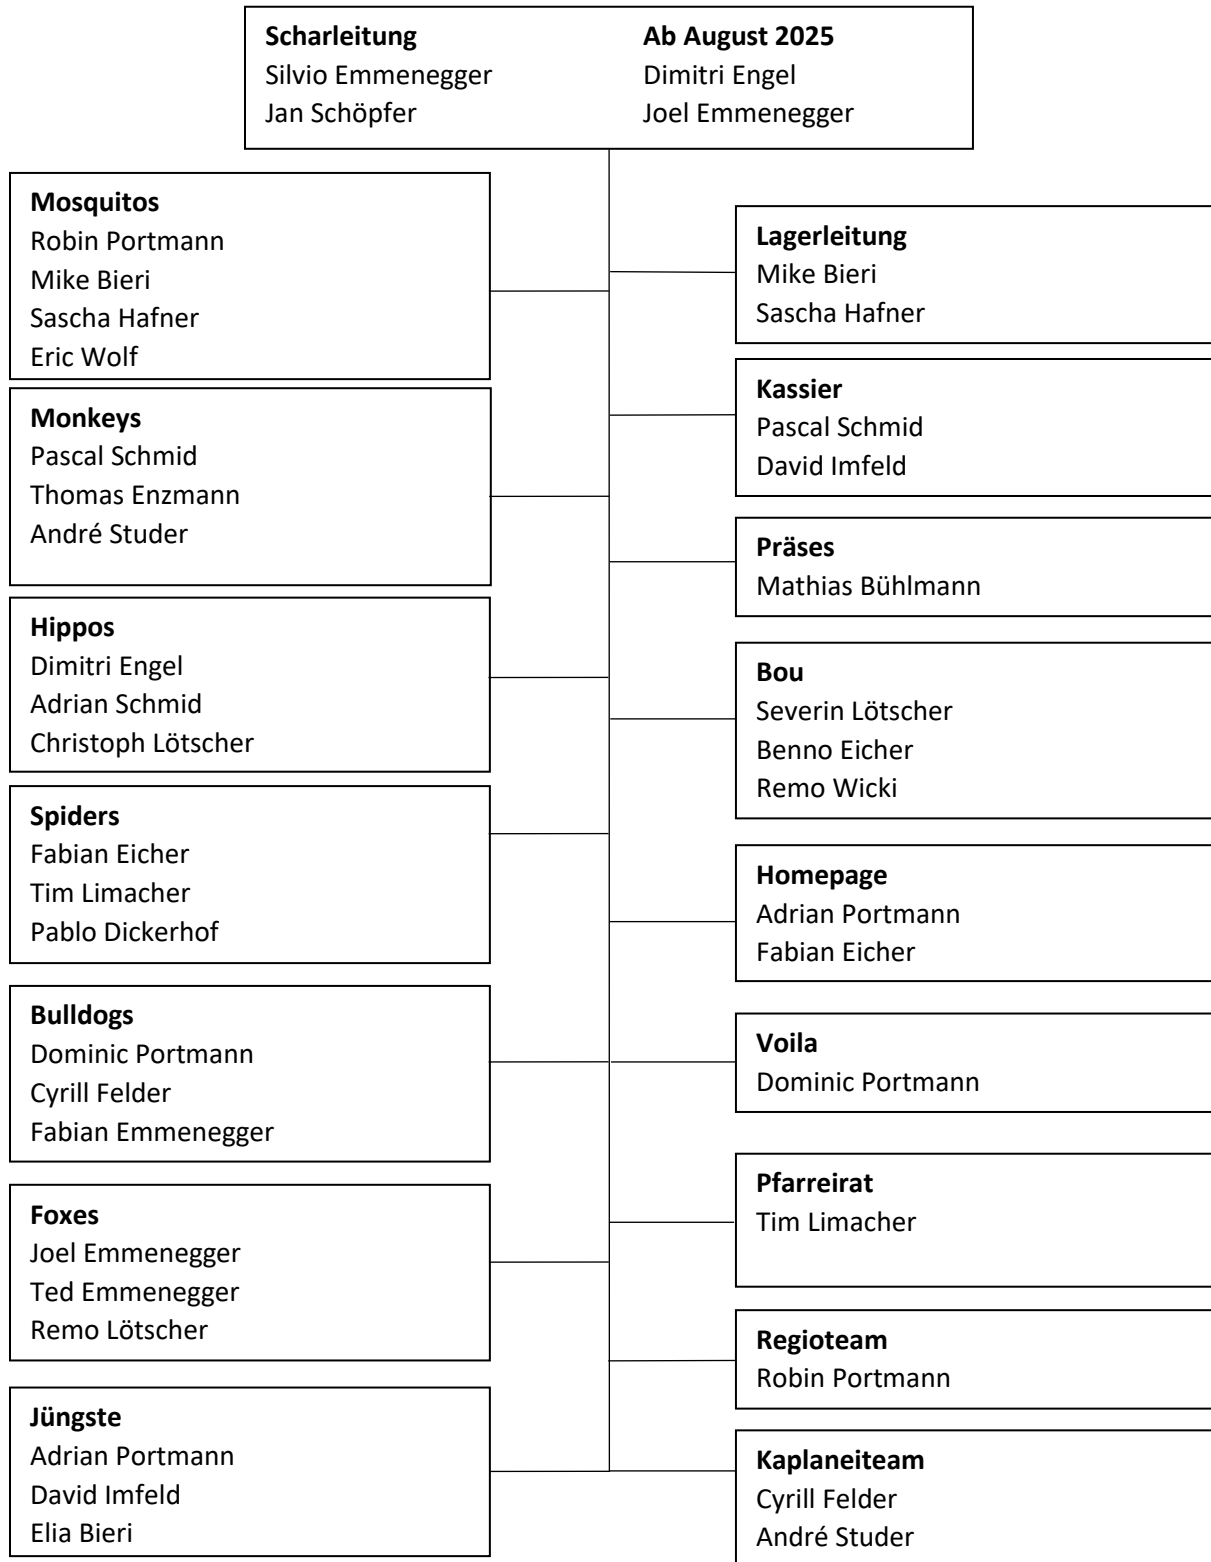 Scharleitung Ab August 2025
Silvio Emmenegger Dimitri Engel
Jan Schöpfer Joel Emmenegger
Mosquitos
Robin Portmann
Mike Bieri
Sascha Hafner
Eric Wolf
Monkeys
Pascal Schmid
Thomas Enzmann
André Studer
Hippos
Dimitri Engel
Adrian Schmid
Christoph Lötscher
Spiders
Fabian Eicher
Tim Limacher
Pablo Dickerhof
Bulldogs
Dominic Portmann
Cyrill Felder
Fabian Emmenegger
Foxes
Joel Emmenegger
Ted Emmenegger
Remo Lötscher
Jüngste
Adrian Portmann
David Imfeld
Elia Bieri
Lagerleitung
Mike Bieri
Sascha Hafner
Kassier
Pascal Schmid
David Imfeld
Präses
Mathias Bühlmann
Bou
Severin Lötscher
Benno Eicher
Remo Wicki
Homepage
Adrian Portmann
Fabian Eicher
Voila
Dominic Portmann
Pfarreirat
Tim Limacher
Regioteam
Robin Portmann
Kaplaneiteam
Cyrill Felder
André Studer